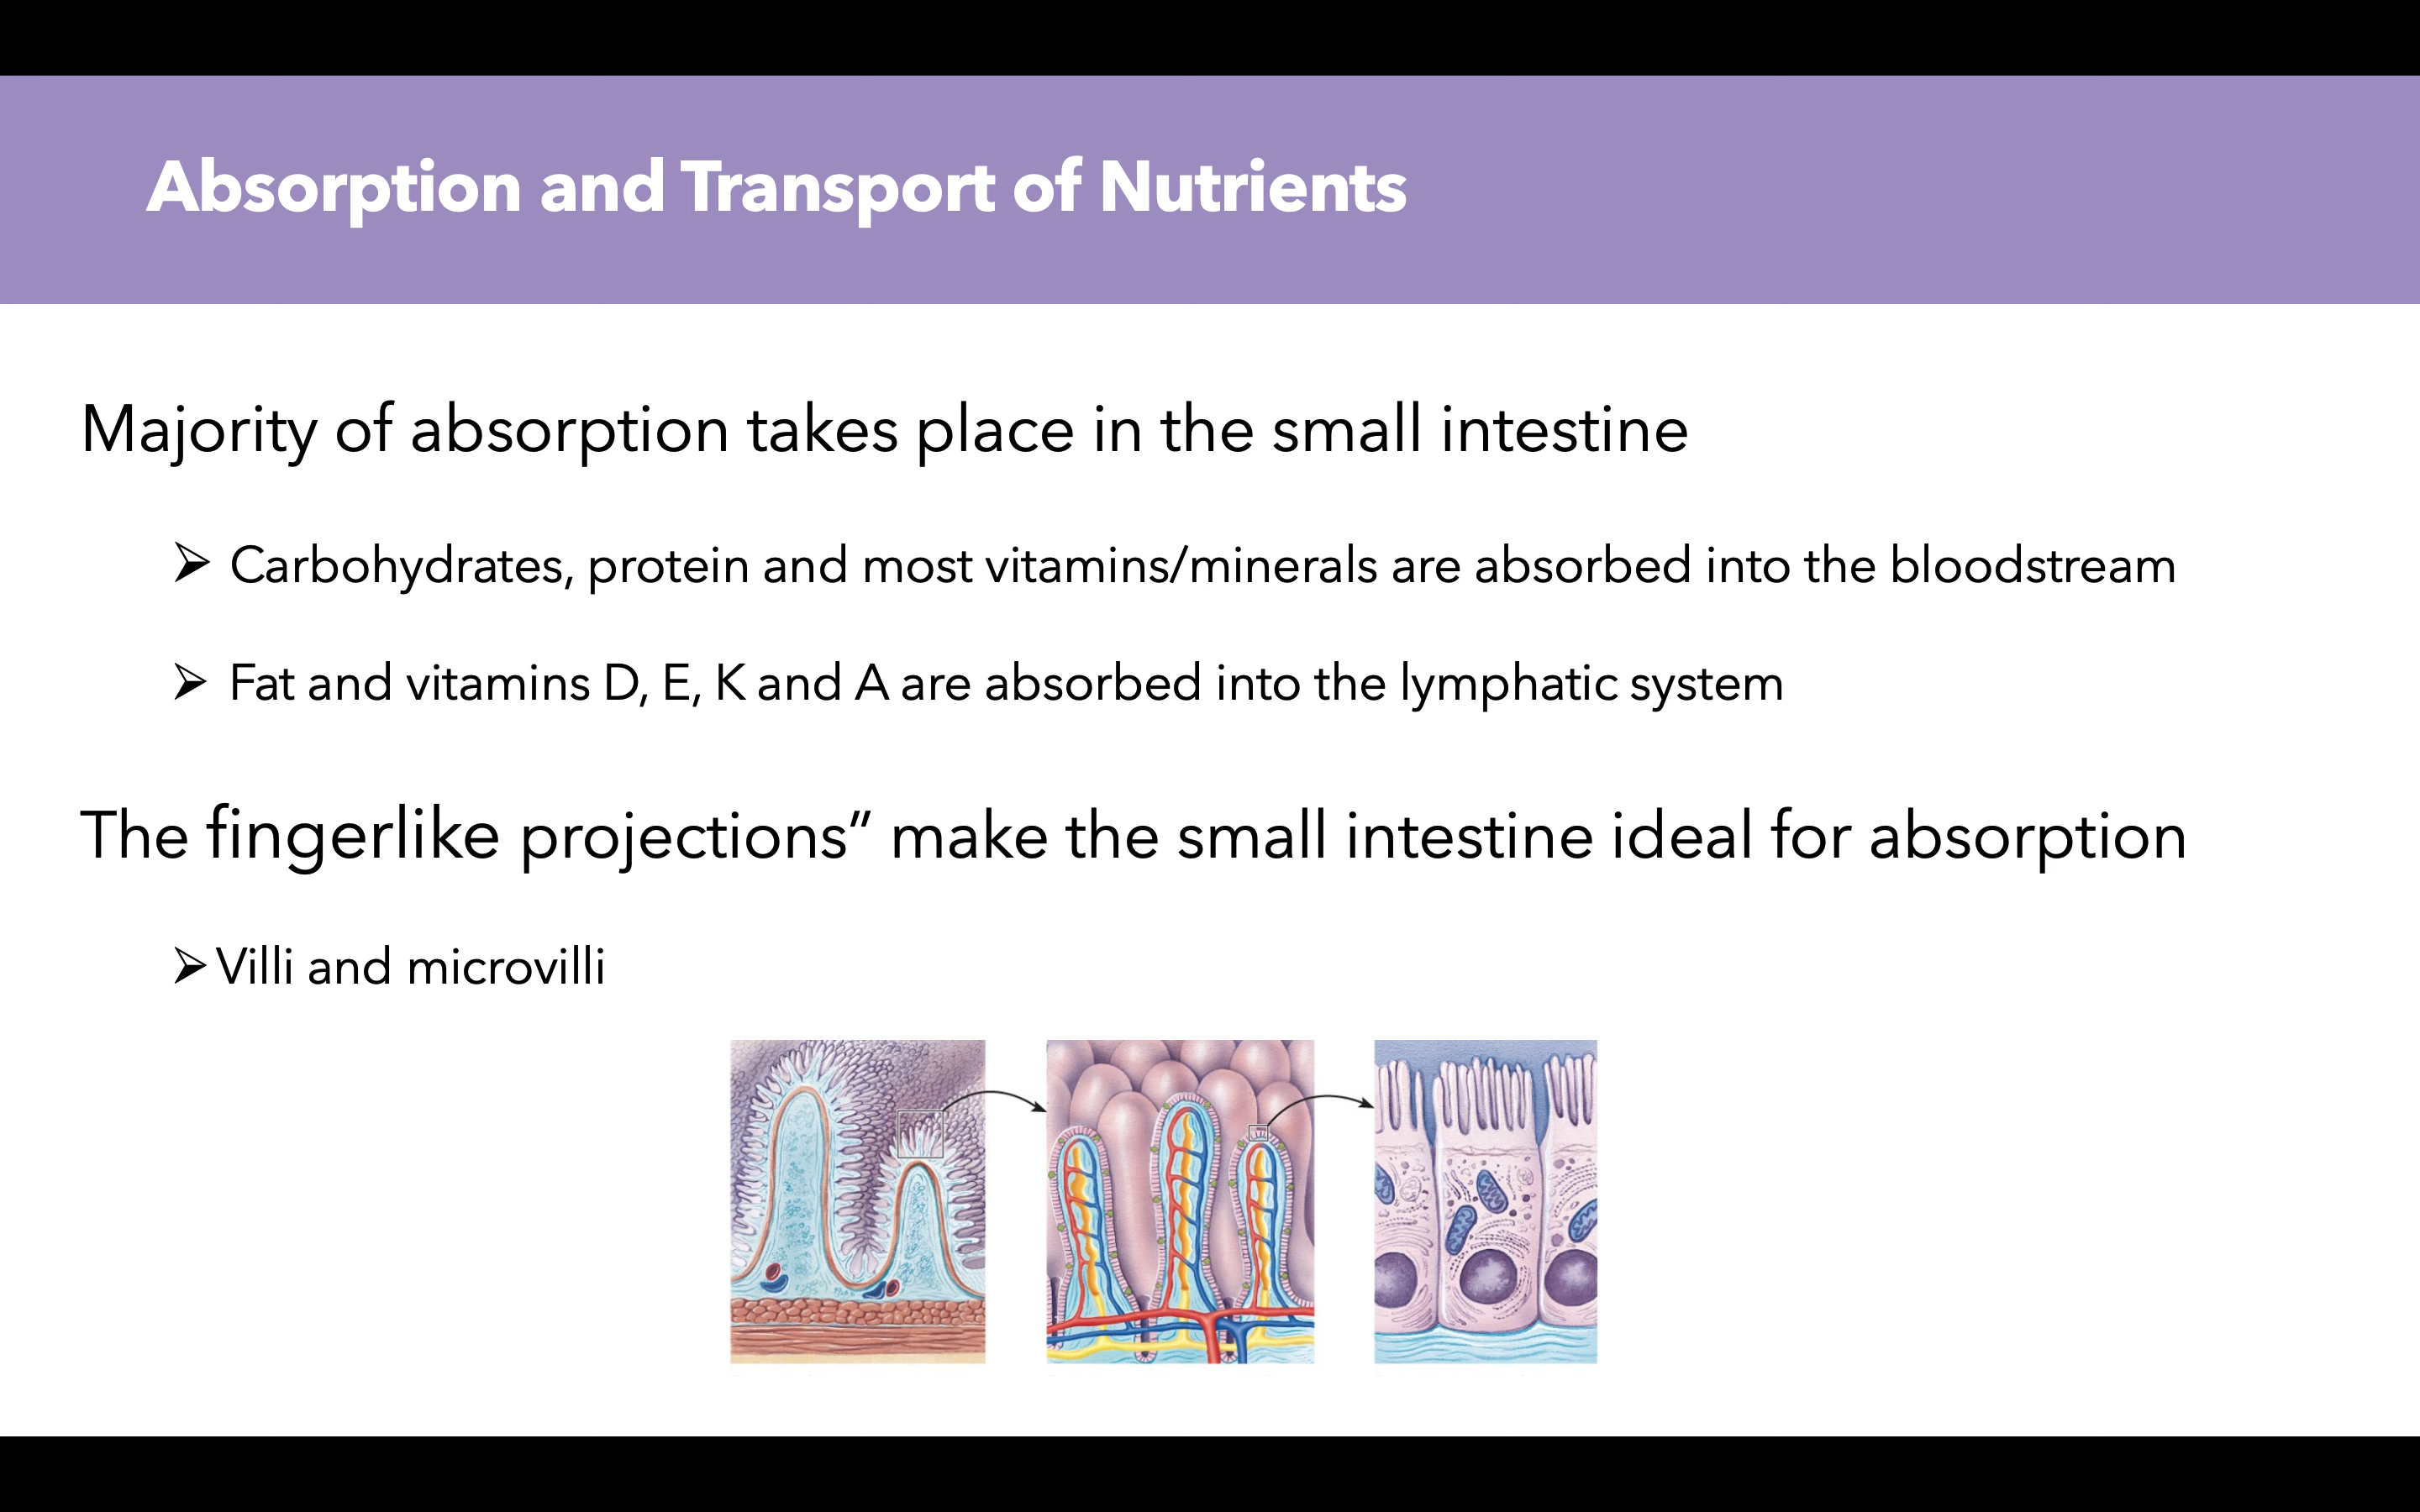 Absorption and Transport of Nutrients
Majority of absorption takes place in the small intestine
➢ Carbohydrates, protein and most vitamins/minerals are absorbed into the bloodstream
➢ Fat and vitamins D, E, K and A are absorbed into the lymphatic system
The fingerlike projections” make the small intestine ideal for absorption
➢ Villi and microvilli